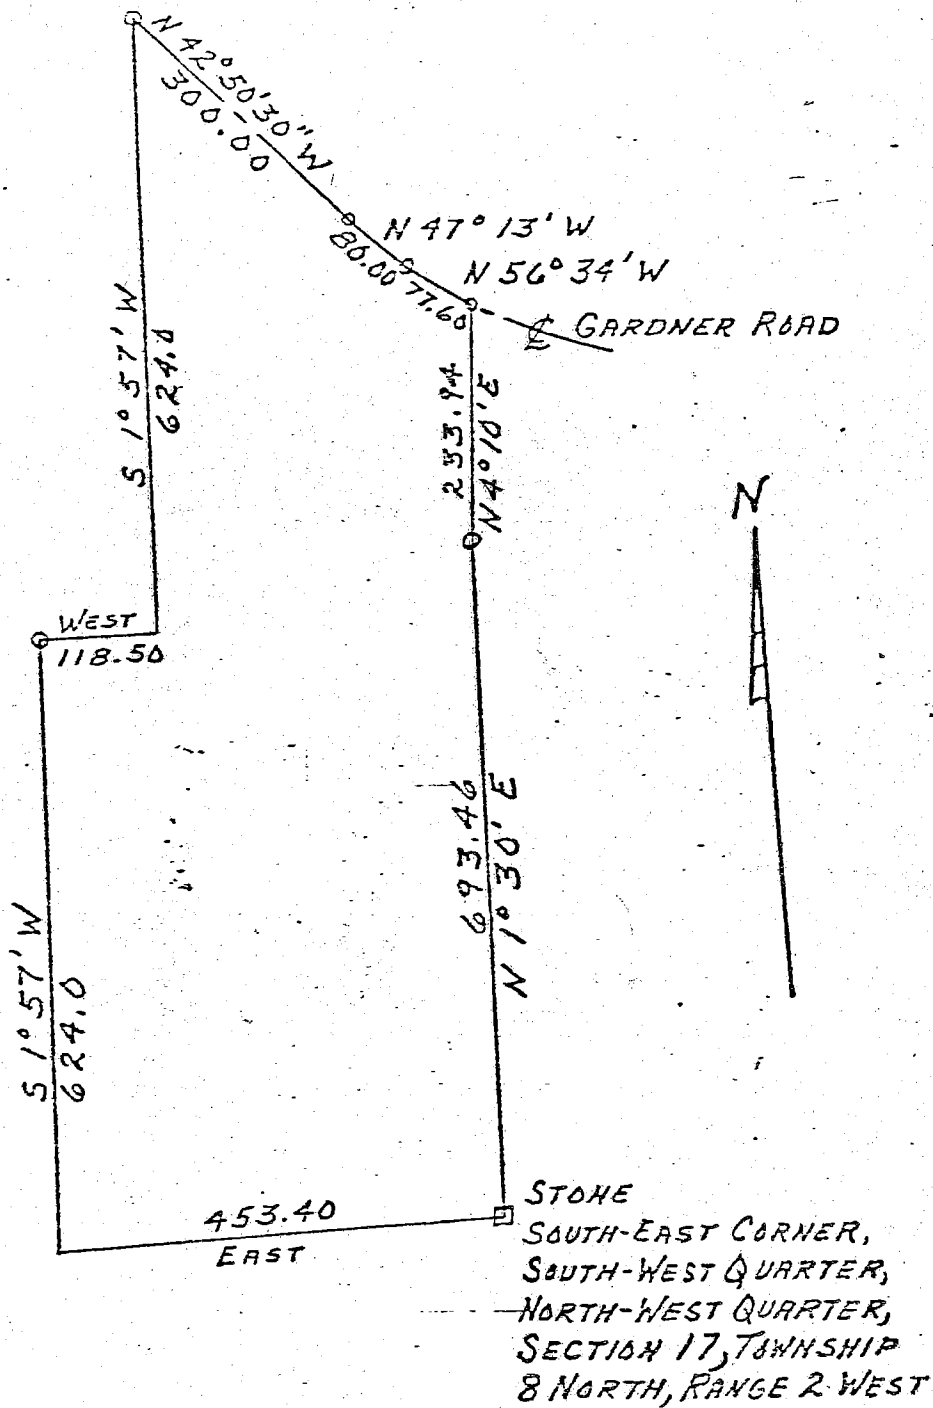 N 42° 50' 30" W
300.00
N 47° 13' W
80.00
N 56° 34' W
77.60
℄ GARDNER ROAD
S 1° 57' W
624.0
233.94
N 4° 10' E
N
WEST
118.50
693.46
N 1° 30' E
S 1° 57' W
624.0
453.40
EAST
STONE
SOUTH-EAST CORNER,
SOUTH-WEST QUARTER,
NORTH-WEST QUARTER,
SECTION 17, TOWNSHIP
8 NORTH, RANGE 2 WEST